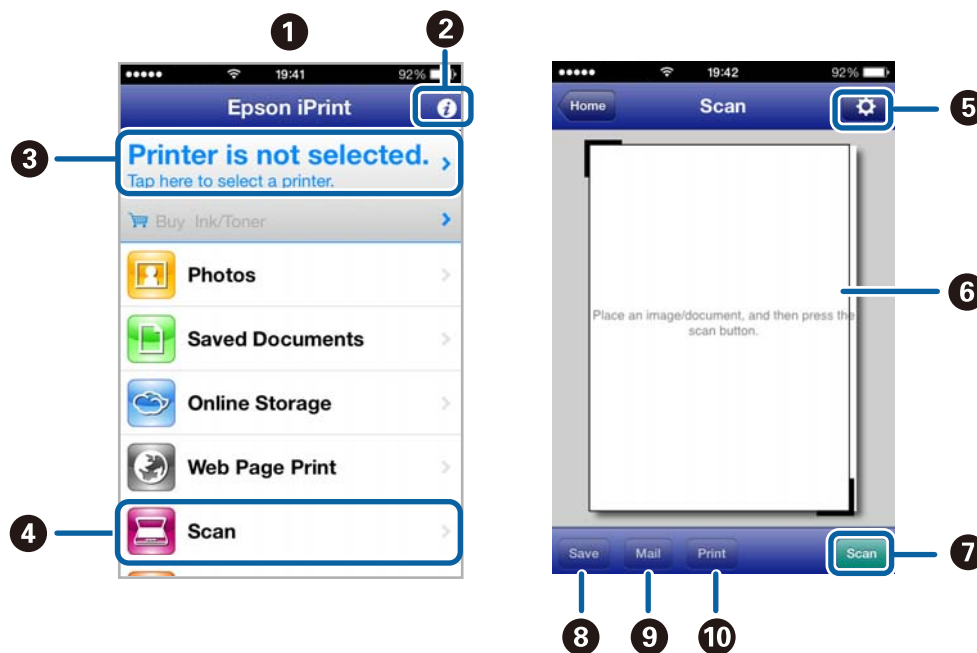 1
2
19:41
92%
Epson iPrint
i
3
Printer is not selected.
Tap here to select a printer.
Buy Ink/Toner
Photos
Saved Documents
Online Storage
Web Page Print
4
Scan
19:42
92%
Home
Scan
5
Place an image/document, and then press the
scan button.
6
Save
Mail
Print
Scan
7
8
9
10